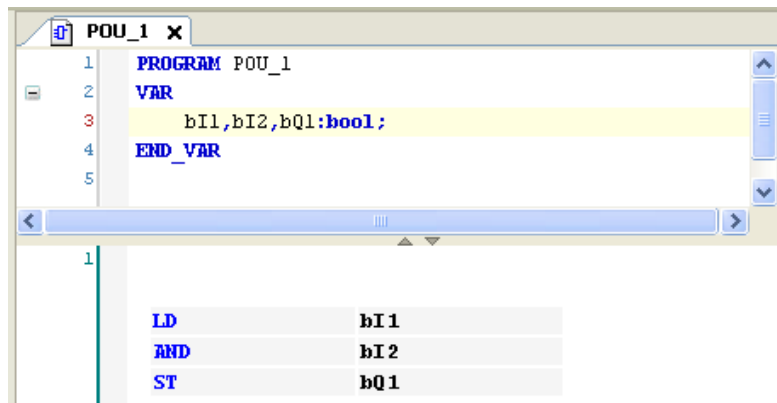 POU_1
1 PROGRAM POU_1
2 VAR
3 bI1,bI2,bQ1:bool;
4 END_VAR
5
1
LD bI1
AND bI2
ST bQ1